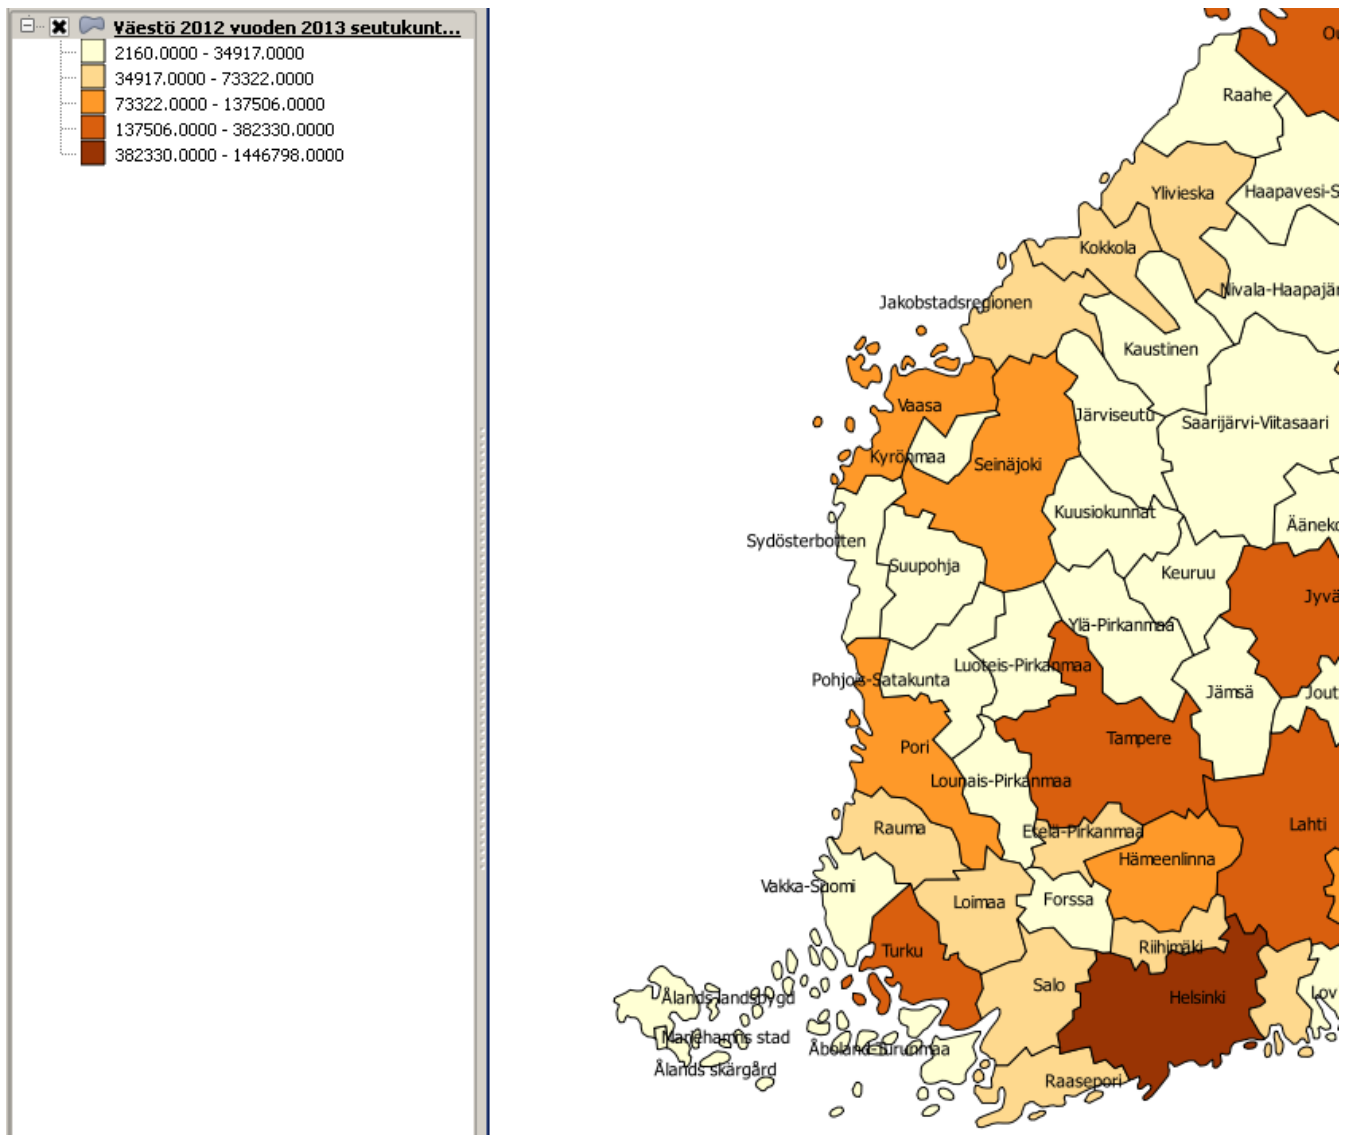 Väestö 2012 vuoden 2013 seutukunt...
2160.0000 - 34917.0000
34917.0000 - 73322.0000
73322.0000 - 137506.0000
137506.0000 - 382330.0000
382330.0000 - 1446798.0000
Raahe
Ylivieska
Haapavesi-S
Kokkola
Nivala-Haapajär
Jakobstadsregionen
Kaustinen
Vaasa
Järviseutu
Saarijärvi-Viitasaari
Kyrönmaa
Seinäjoki
Kuusiokunnat
Ääneko
Sydösterbotten
Suupohja
Keuruu
Jyvä
Ylä-Pirkanmaa
Luoteis-Pirkanmaa
Pohjois-Satakunta
Jämsä
Jout
Tampere
Pori
Lounais-Pirkanmaa
Rauma
Etelä-Pirkanmaa
Lahti
Hämeenlinna
Vakka-Suomi
Loimaa
Forssa
Turku
Riihimäki
Salo
Helsinki
Lov
Ålands landsbygd
Mariehamns stad
Åboland-Turunmaa
Ålands skärgård
Raasepori